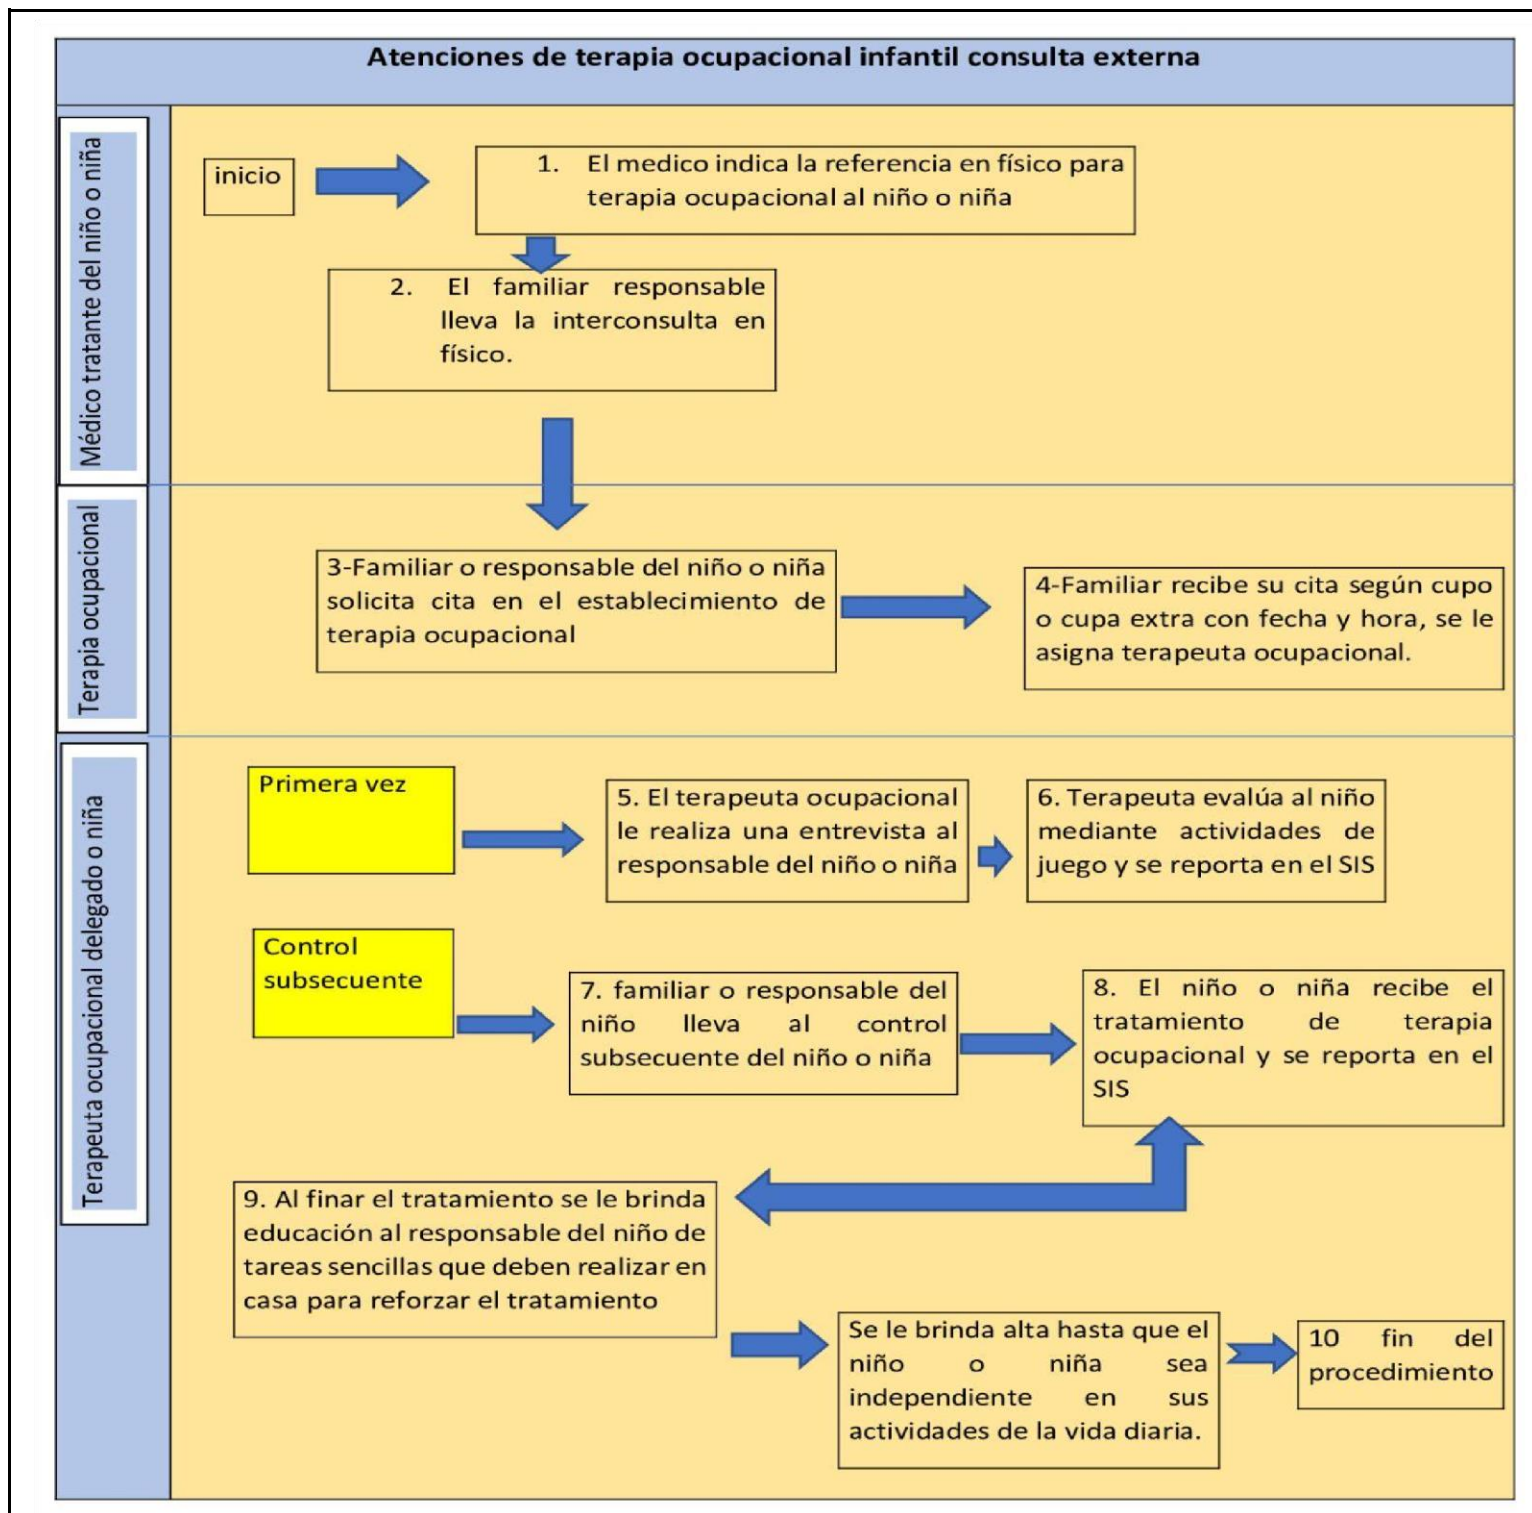 Atenciones de terapia ocupacional infantil consulta externa
Médico tratante del niño o niña
inicio
1. El medico indica la referencia en físico para
terapia ocupacional al niño o niña
2. El familiar responsable
lleva la interconsulta en
físico.
Terapia ocupacional
3-Familiar o responsable del niño o niña
solicita cita en el establecimiento de
terapia ocupacional
4-Familiar recibe su cita según cupo
o cupa extra con fecha y hora, se le
asigna terapeuta ocupacional.
Terapeuta ocupacional delegado o niña
Primera vez
5. El terapeuta ocupacional
le realiza una entrevista al
responsable del niño o niña
6. Terapeuta evalúa al niño
mediante actividades de
juego y se reporta en el SIS
Control
subsecuente
7. familiar o responsable del
niño lleva al control
subsecuente del niño o niña
8. El niño o niña recibe el
tratamiento de terapia
ocupacional y se reporta en el
SIS
9. Al finar el tratamiento se le brinda
educación al responsable del niño de
tareas sencillas que deben realizar en
casa para reforzar el tratamiento
Se le brinda alta hasta que el
niño o niña sea
independiente en sus
actividades de la vida diaria.
10 fin del
procedimiento